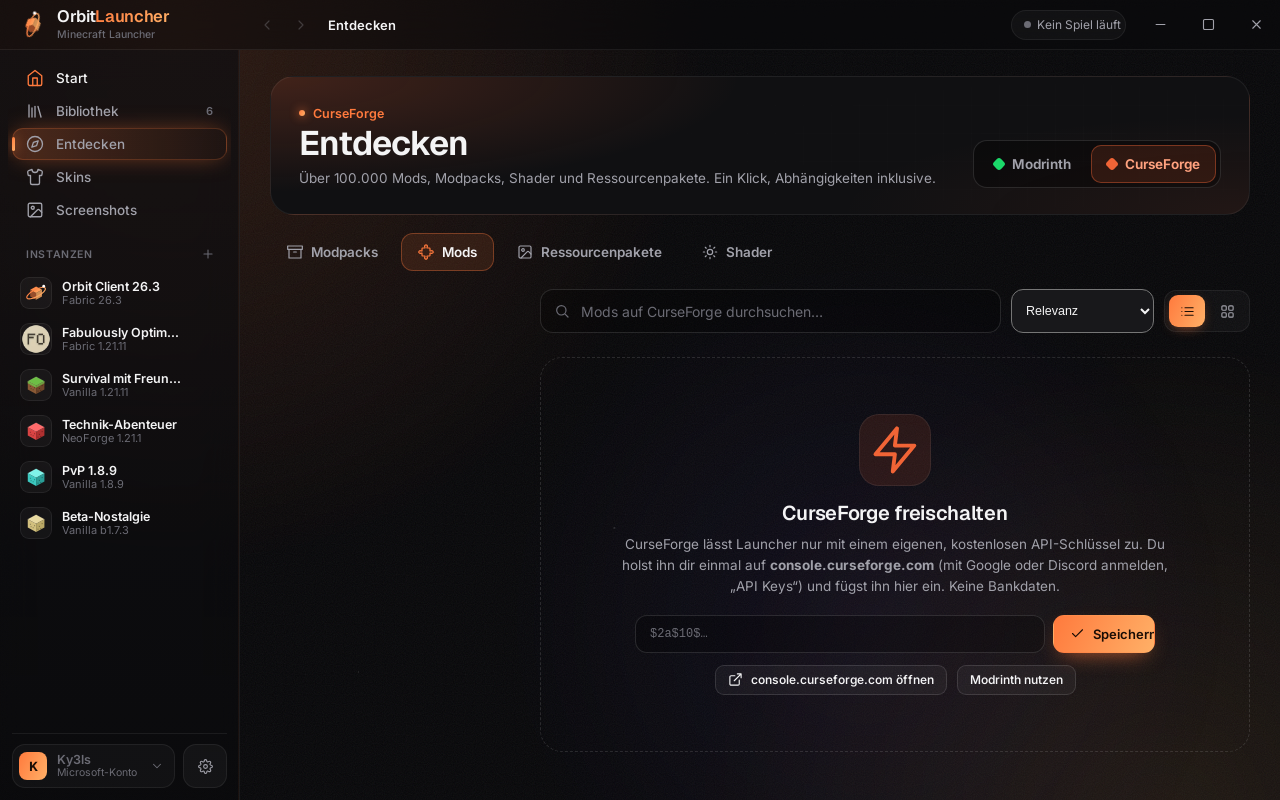 OrbitLauncher
Minecraft Launcher
Entdecken
Kein Spiel läuft
Start
Bibliothek 6
Entdecken
Skins
Screenshots
INSTANZEN
Orbit Client 26.3
Fabric 26.3
FO
Fabulously Optim...
Fabric 1.21.11
Survival mit Freun...
Vanilla 1.21.11
Technik-Abenteuer
NeoForge 1.21.1
PvP 1.8.9
Vanilla 1.8.9
Beta-Nostalgie
Vanilla b1.7.3
K
Ky3ls
Microsoft-Konto
CurseForge
Entdecken
Über 100.000 Mods, Modpacks, Shader und Ressourcenpakete. Ein Klick, Abhängigkeiten inklusive.
Modrinth
CurseForge
Modpacks
Mods
Ressourcenpakete
Shader
Mods auf CurseForge durchsuchen...
Relevanz
CurseForge freischalten
CurseForge lässt Launcher nur mit einem eigenen, kostenlosen API-Schlüssel zu. Du
holst ihn dir einmal auf console.curseforge.com (mit Google oder Discord anmelden,
„API Keys“) und fügst ihn hier ein. Keine Bankdaten.
$2a$10$…
Speichern
console.curseforge.com öffnen
Modrinth nutzen